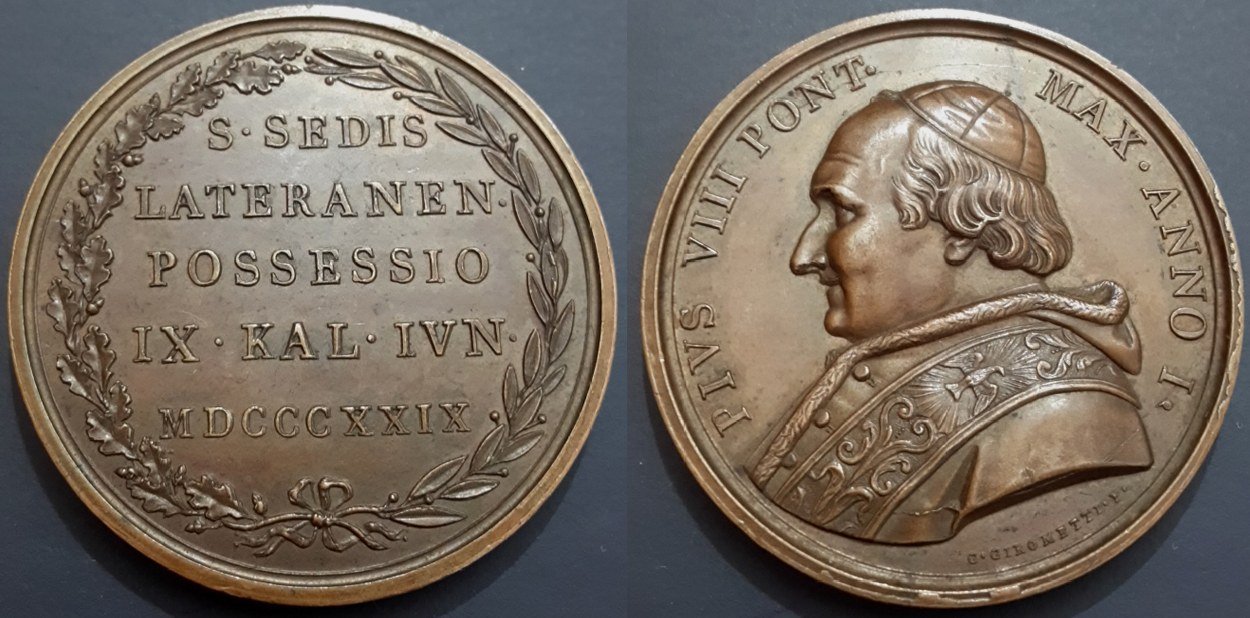 S· SEDIS
LATERANEN·
POSSESSIO
IX · KAL · IVN·
MDCCCXXIX
PIVS VIII PONT· MAX· ANNO I·
C·GIROMETTI·F·